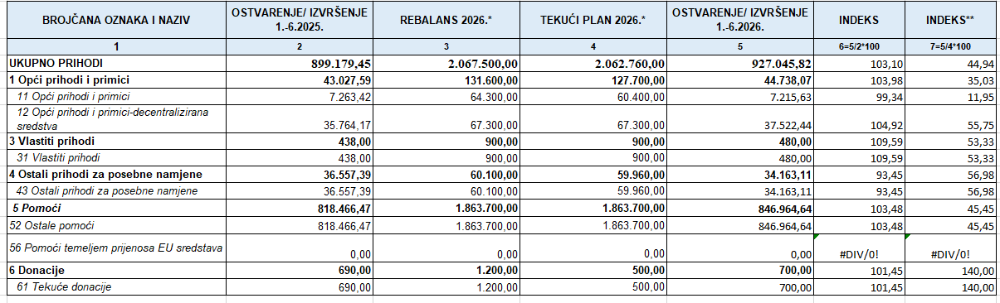 BROJČANA OZNAKA I NAZIV OSTVARENJE/ IZVRŠENJE 1.-6.2025. REBALANS 2026.* TEKUĆI PLAN 2026.* OSTVARENJE/ IZVRŠENJE 1.-6.2026. INDEKS INDEKS**
1 2 3 4 5 6=5/2*100 7=5/4*100
UKUPNO PRIHODI 899.179,45 2.067.500,00 2.062.760,00 927.045,82 103,10 44,94
1 Opći prihodi i primici 43.027,59 131.600,00 127.700,00 44.738,07 103,98 35,03
11 Opći prihodi i primici 7.263,42 64.300,00 60.400,00 7.215,63 99,34 11,95
12 Opći prihodi i primici-decentralizirana
sredstva 35.764,17 67.300,00 67.300,00 37.522,44 104,92 55,75
3 Vlastiti prihodi 438,00 900,00 900,00 480,00 109,59 53,33
31 Vlastiti prihodi 438,00 900,00 900,00 480,00 109,59 53,33
4 Ostali prihodi za posebne namjene 36.557,39 60.100,00 59.960,00 34.163,11 93,45 56,98
43 Ostali prihodi za posebne namjene 36.557,39 60.100,00 59.960,00 34.163,11 93,45 56,98
5 Pomoći 818.466,47 1.863.700,00 1.863.700,00 846.964,64 103,48 45,45
52 Ostale pomoći 818.466,47 1.863.700,00 1.863.700,00 846.964,64 103,48 45,45
56 Pomoći temeljem prijenosa EU sredstava 0,00 0,00 0,00 0,00 #DIV/0! #DIV/0!
6 Donacije 690,00 1.200,00 500,00 700,00 101,45 140,00
61 Tekuće donacije 690,00 1.200,00 500,00 700,00 101,45 140,00